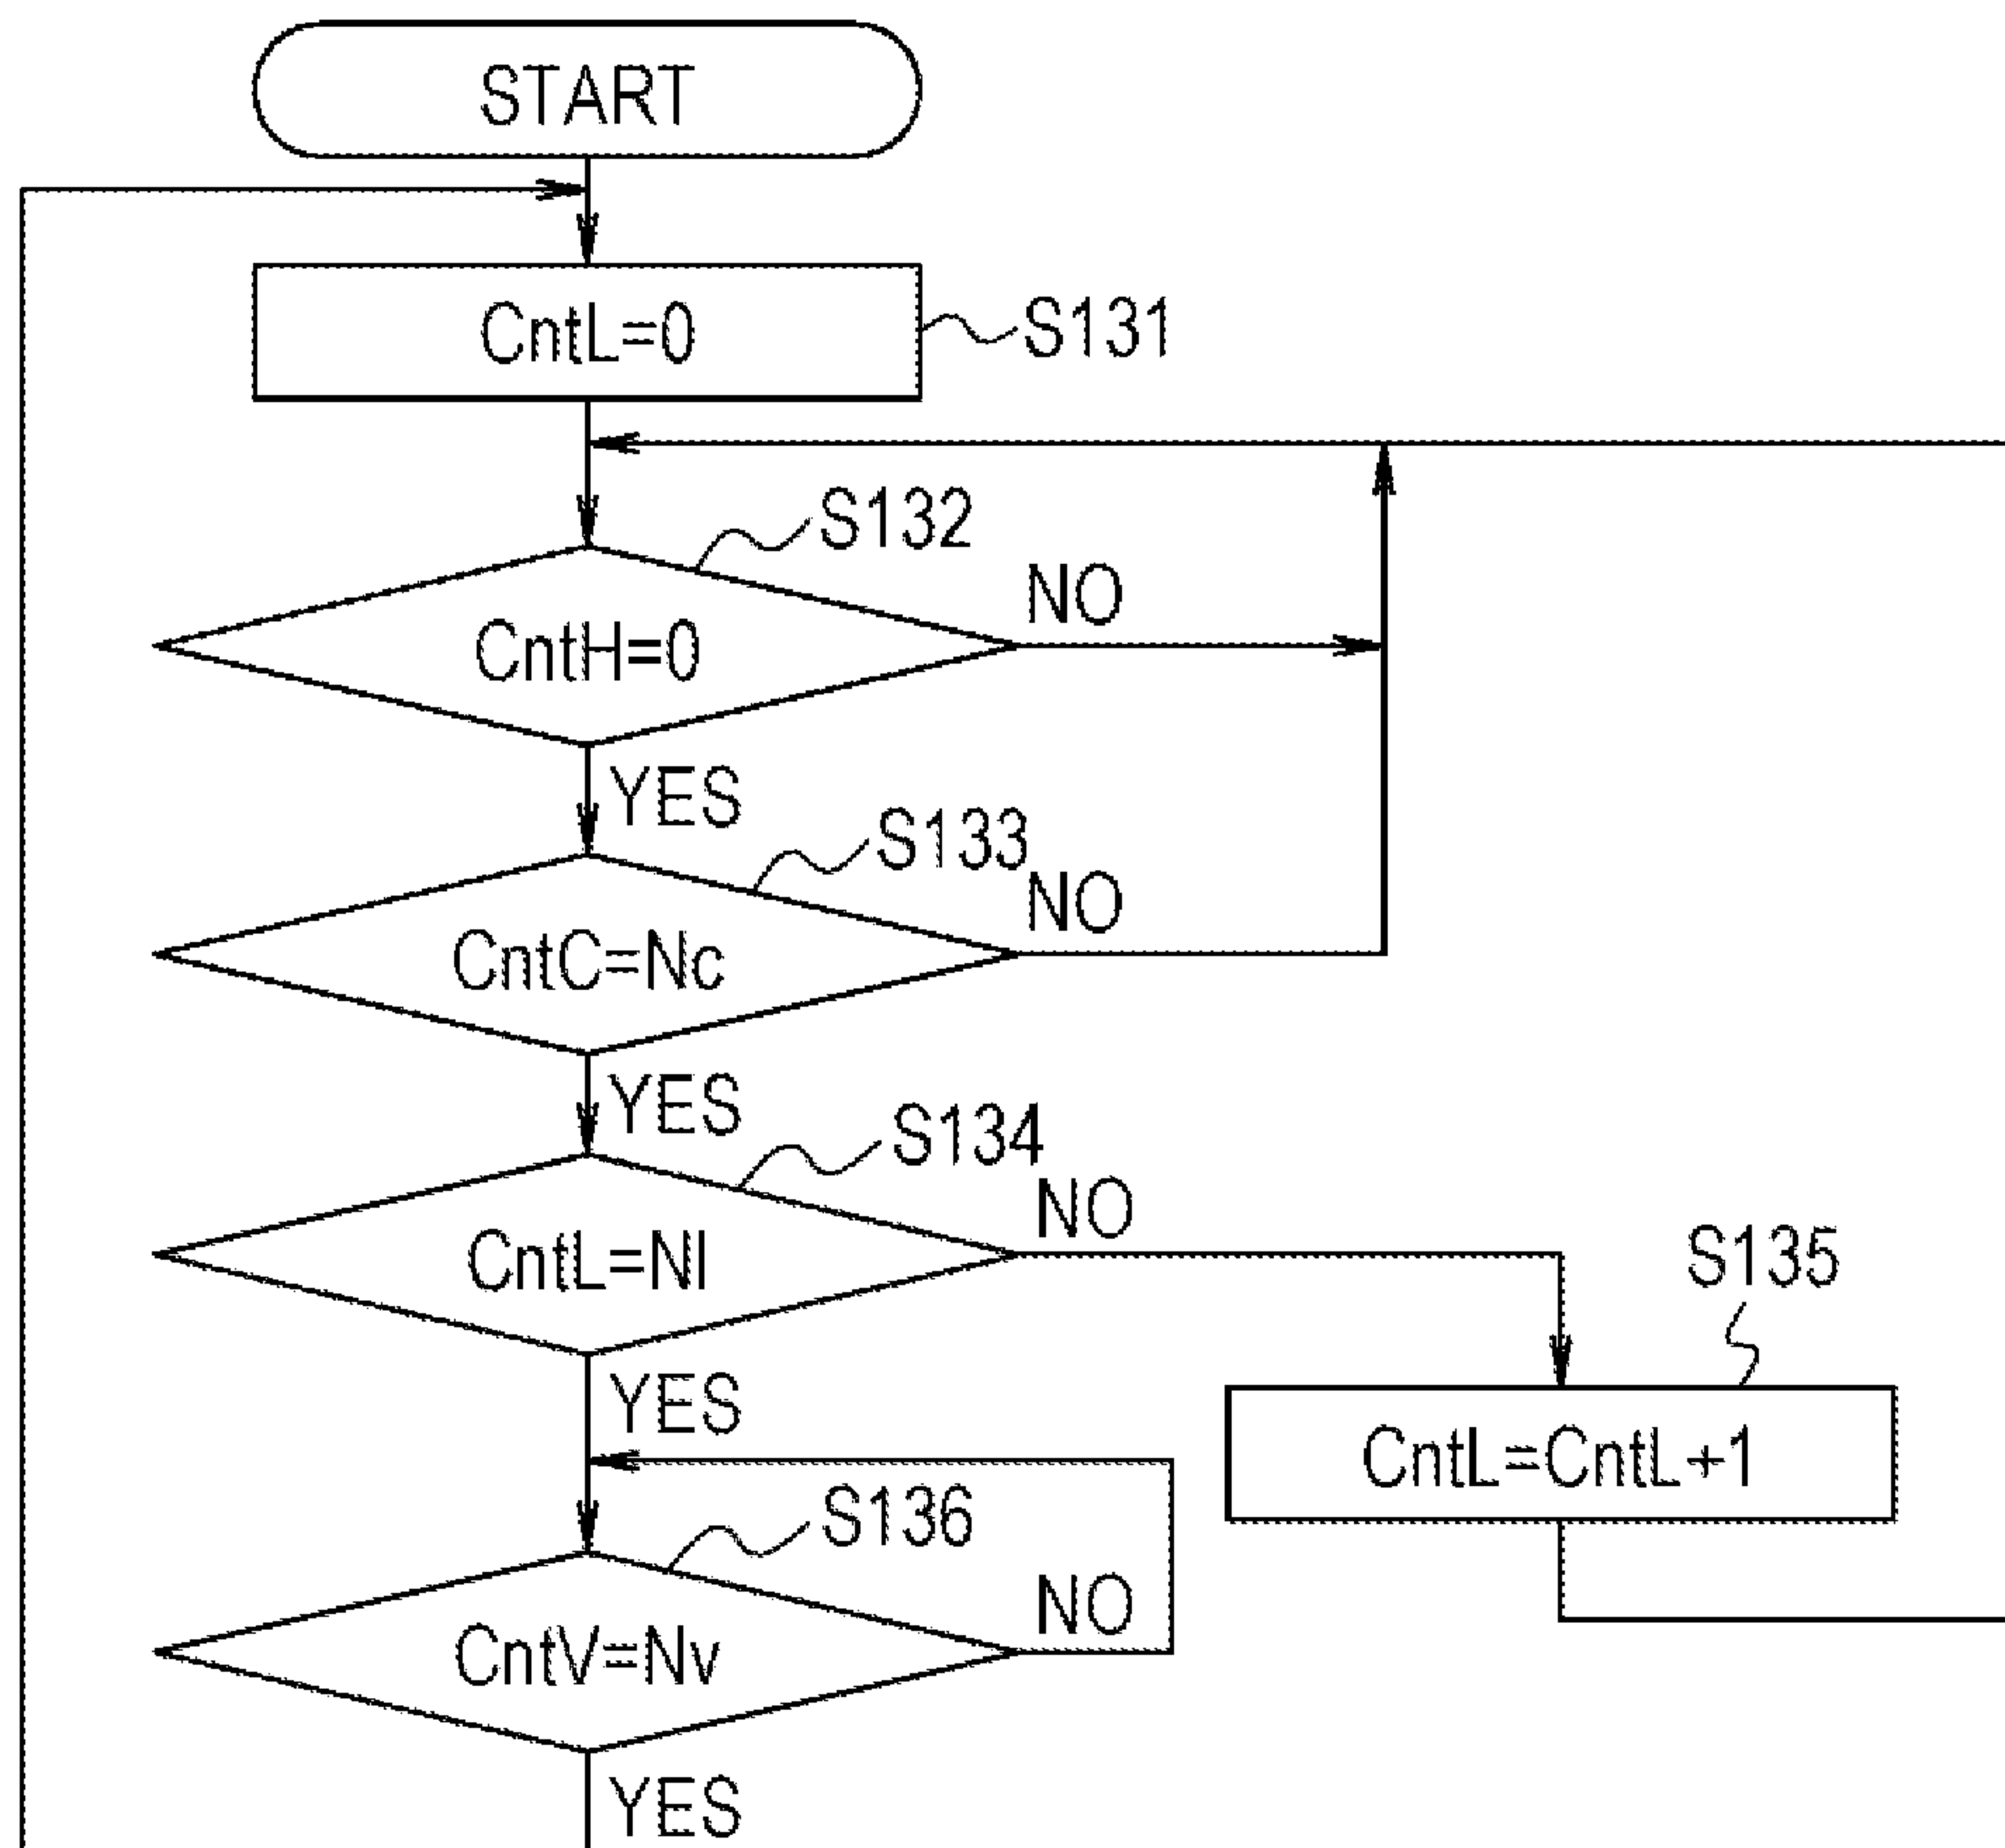 START
CntL=0
S131
S132
CntH=0
NO
YES
S133
CntC=Nc
NO
YES
S134
CntL=Nl
NO
YES
S135
CntL=CntL+1
S136
CntV=Nv
NO
YES